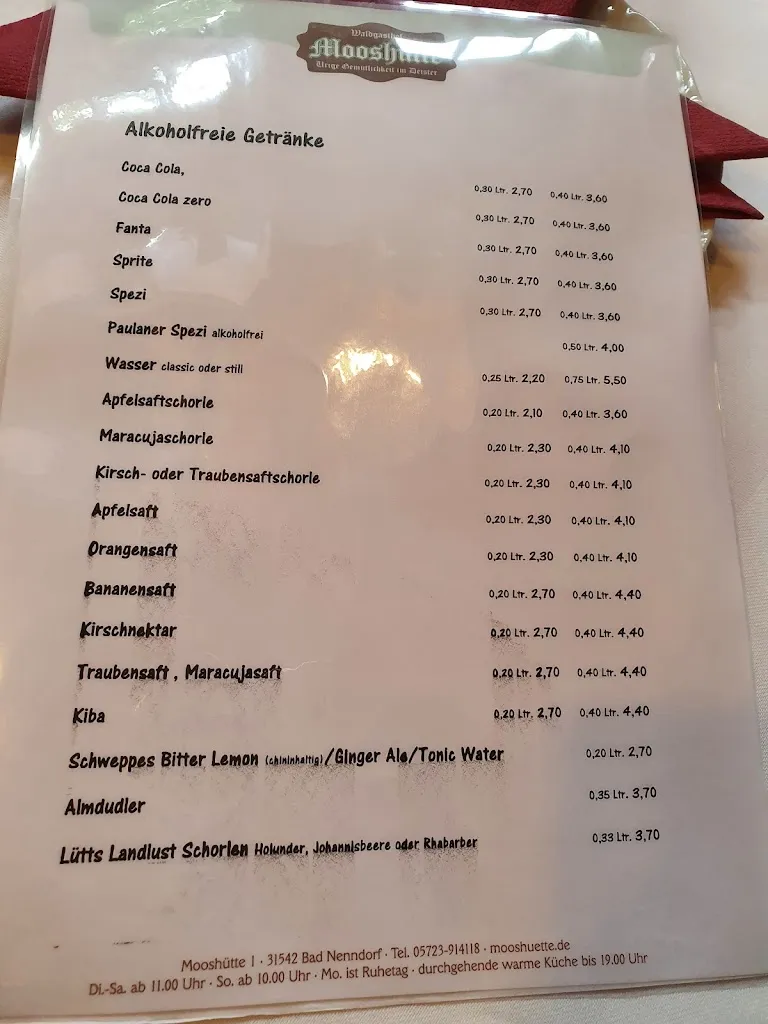 Waldgasthof
Mooshütte
Urige Gemütlichkeit im Deister
Alkoholfreie Getränke
Coca Cola, 0,30 Ltr. 2,70 0,40 Ltr. 3,60
Coca Cola zero 0,30 Ltr. 2,70 0,40 Ltr. 3,60
Fanta 0,30 Ltr. 2,70 0,40 Ltr. 3,60
Sprite 0,30 Ltr. 2,70 0,40 Ltr. 3,60
Spezi 0,30 Ltr. 2,70 0,40 Ltr. 3,60
Paulaner Spezi alkoholfrei 0,50 Ltr. 4,00
Wasser classic oder still 0,25 Ltr. 2,20 0,75 Ltr. 5,50
Apfelsaftschorle 0,20 Ltr. 2,10 0,40 Ltr. 3,60
Maracujaschorle 0,20 Ltr. 2,30 0,40 Ltr. 4,10
Kirsch- oder Traubensaftschorle 0,20 Ltr. 2,30 0,40 Ltr. 4,10
Apfelsaft 0,20 Ltr. 2,30 0,40 Ltr. 4,10
Orangensaft 0,20 Ltr. 2,30 0,40 Ltr. 4,10
Bananensaft 0,20 Ltr. 2,70 0,40 Ltr. 4,40
Kirschnektar 0,20 Ltr. 2,70 0,40 Ltr. 4,40
Traubensaft , Maracujasaft 0,20 Ltr. 2,70 0,40 Ltr. 4,40
Kiba 0,20 Ltr. 2,70 0,40 Ltr. 4,40
Schweppes Bitter Lemon (chininhaltig)/Ginger Ale/Tonic Water 0,20 Ltr. 2,70
Almdudler 0,35 Ltr. 3,70
Lütts Landlust Schorlen Holunder, Johannisbeere oder Rhabarber 0,33 Ltr. 3,70
Mooshütte 1 · 31542 Bad Nenndorf · Tel. 05723-914118 · mooshuette.de
Di.-Sa. ab 11.00 Uhr · So. ab 10.00 Uhr · Mo. ist Ruhetag · durchgehende warme Küche bis 19.00 Uhr